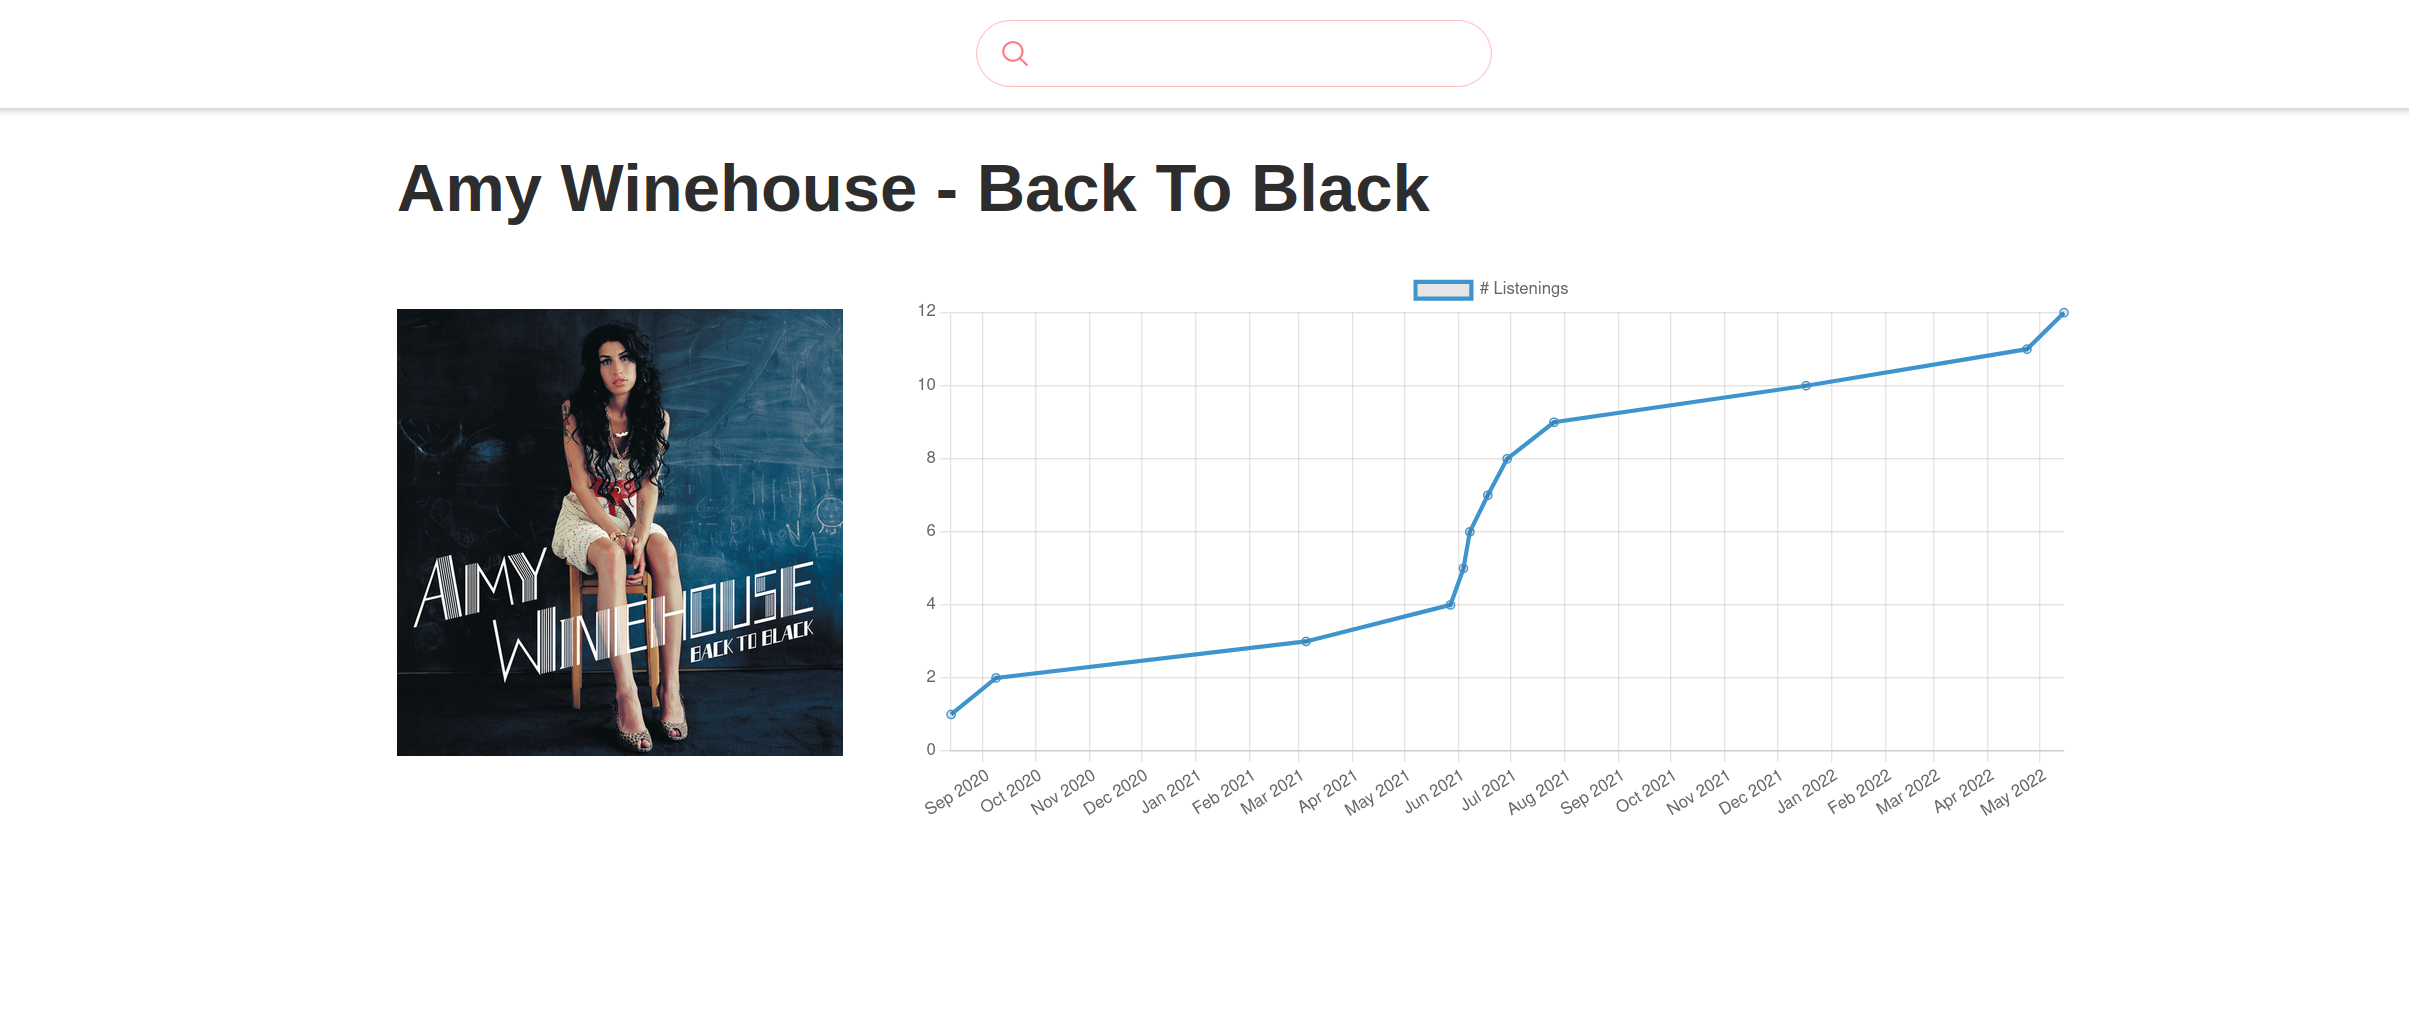 Amy Winehouse - Back To Black
AMY
WINEHOUSE
BACK TO BLACK
# Listenings
12
10
8
6
4
2
0
Sep 2020
Oct 2020
Nov 2020
Dec 2020
Jan 2021
Feb 2021
Mar 2021
Apr 2021
May 2021
Jun 2021
Jul 2021
Aug 2021
Sep 2021
Oct 2021
Nov 2021
Dec 2021
Jan 2022
Feb 2022
Mar 2022
Apr 2022
May 2022